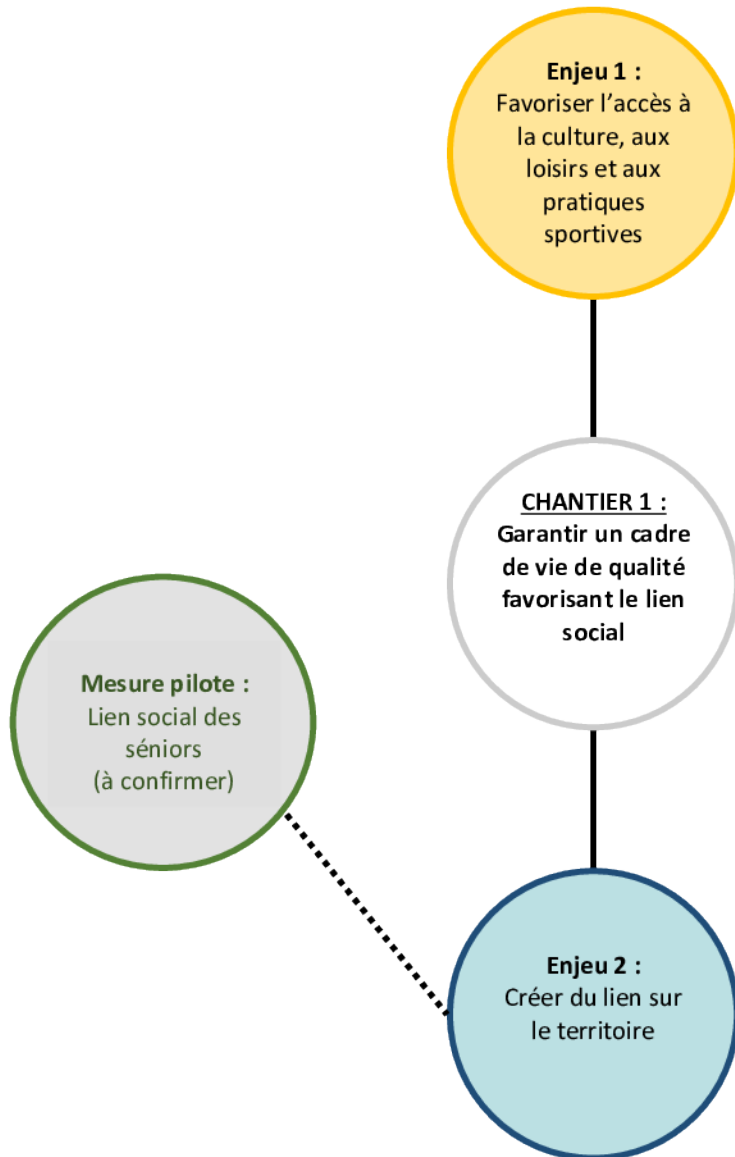 Enjeu 1 :
Favoriser l’accès à
la culture, aux
loisirs et aux
pratiques
sportives
CHANTIER 1 :
Garantir un cadre
de vie de qualité
favorisant le lien
social
Mesure pilote :
Lien social des
séniors
(à confirmer)
Enjeu 2 :
Créer du lien sur
le territoire